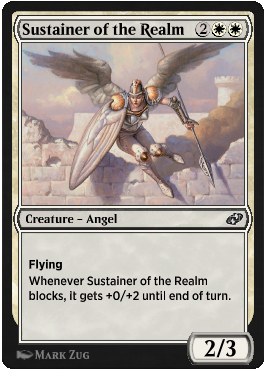 Sustainer of the Realm 2
Creature – Angel
Flying
Whenever Sustainer of the Realm
blocks, it gets +0/+2 until end of turn.
Mark Zug
2/3